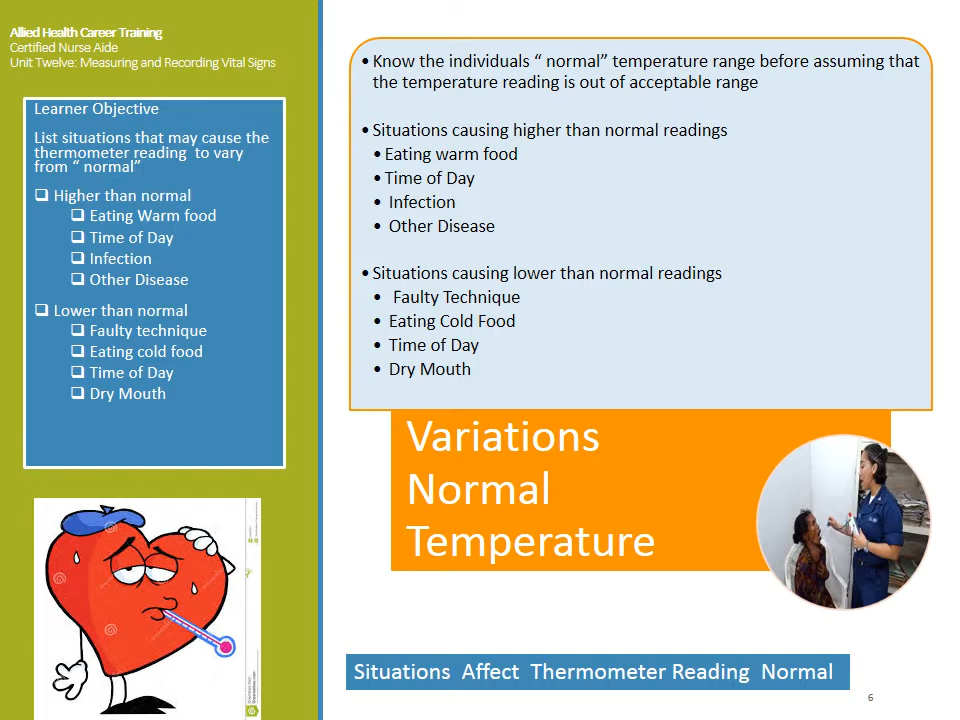 Allied Health Career Training
Certified Nurse Aide
Unit Twelve: Measuring and Recording Vital Signs
Learner Objective
List situations that may cause the
thermometer reading to vary
from “ normal”
Higher than normal
Eating Warm food
Time of Day
Infection
Other Disease
Lower than normal
Faulty technique
Eating cold food
Time of Day
Dry Mouth
• Know the individuals “ normal” temperature range before assuming that
the temperature reading is out of acceptable range
• Situations causing higher than normal readings
• Eating warm food
• Time of Day
• Infection
• Other Disease
• Situations causing lower than normal readings
• Faulty Technique
• Eating Cold Food
• Time of Day
• Dry Mouth
Variations
Normal
Temperature
Situations Affect Thermometer Reading Normal
6